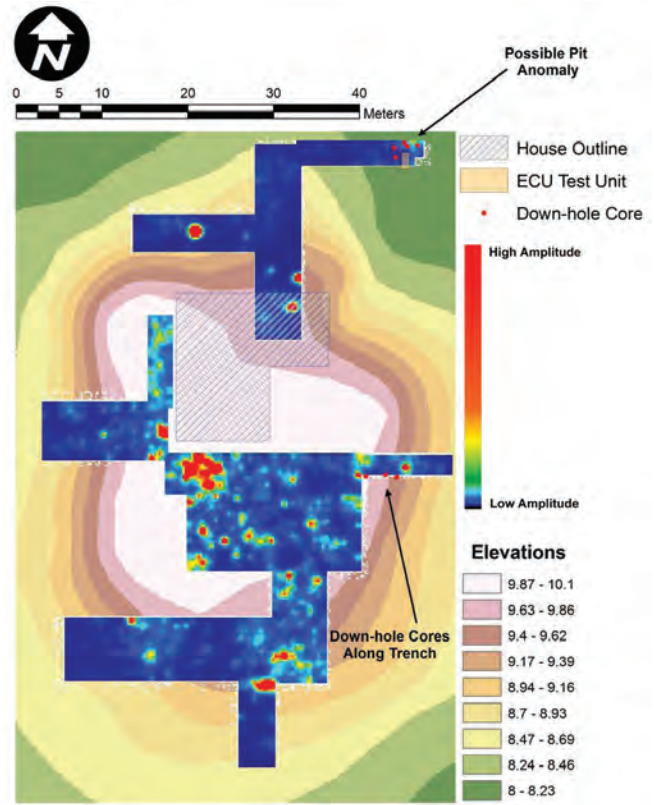 N
Possible Pit
Anomaly
0 5 10 20 30 40
Meters
House Outline
ECU Test Unit
Down-hole Core
High Amplitude
Low Amplitude
Down-hole Cores
Along Trench
Elevations
9.87 - 10.1
9.63 - 9.86
9.4 - 9.62
9.17 - 9.39
8.94 - 9.16
8.7 - 8.93
8.47 - 8.69
8.24 - 8.46
8 - 8.23